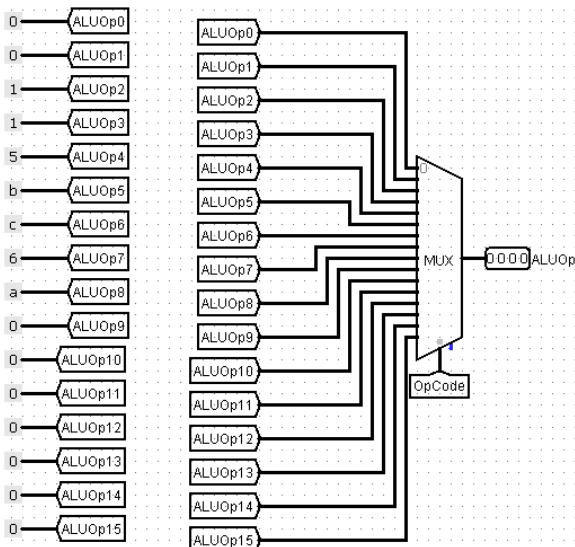 0 ALUOp0
0 ALUOp1
1 ALUOp2
1 ALUOp3
5 ALUOp4
b ALUOp5
c ALUOp6
6 ALUOp7
a ALUOp8
0 ALUOp9
0 ALUOp10
0 ALUOp11
0 ALUOp12
0 ALUOp13
0 ALUOp14
0 ALUOp15
ALUOp0
ALUOp1
ALUOp2
ALUOp3
ALUOp4
ALUOp5
ALUOp6
ALUOp7
ALUOp8
ALUOp9
ALUOp10
ALUOp11
ALUOp12
ALUOp13
ALUOp14
ALUOp15
0
MUX
0000 ALUOp
OpCode